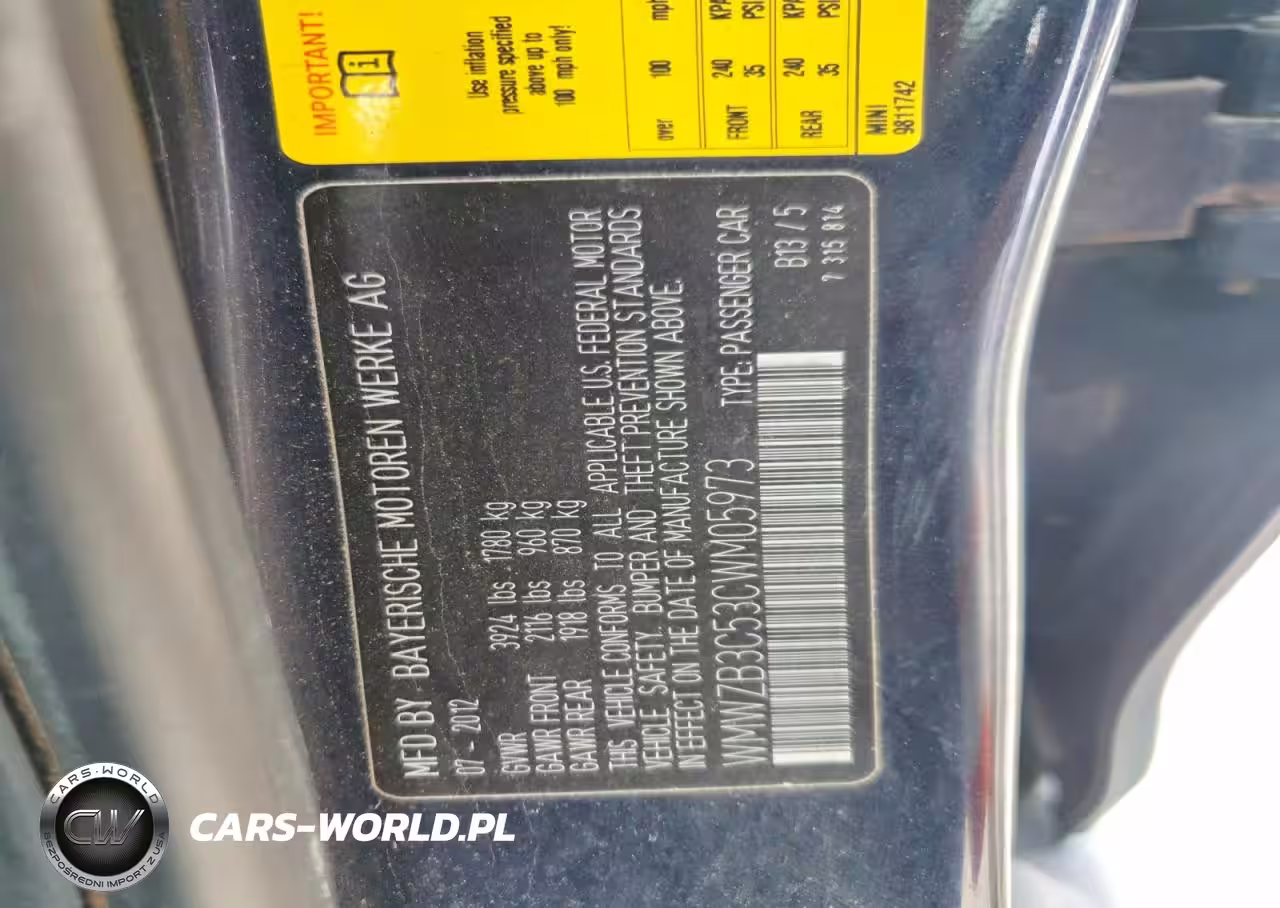 IMPORTANT!
Use inflation
pressure specified
above up to
100 mph only!
over 100 mph
FRONT 240 KPA
35 PSI
REAR 240 KPA
35 PSI
MINI
9811742
MFD BY BAYERISCHE MOTOREN WERKE AG
07 - 2012
GVWR 3924 lbs 1780 kg
GAWR FRONT 2116 lbs 960 kg
GAWR REAR 1918 lbs 870 kg
THIS VEHICLE CONFORMS TO ALL APPLICABLE U.S. FEDERAL MOTOR
VEHICLE SAFETY, BUMPER AND THEFT PREVENTION STANDARDS
IN EFFECT ON THE DATE OF MANUFACTURE SHOWN ABOVE.
WMWZB3C53CWM05973 TYPE: PASSENGER CAR
B13 / 5
7 315 814
CARS-WORLD
CW
BEZPOŚREDNI IMPORT Z USA
CARS-WORLD.PL